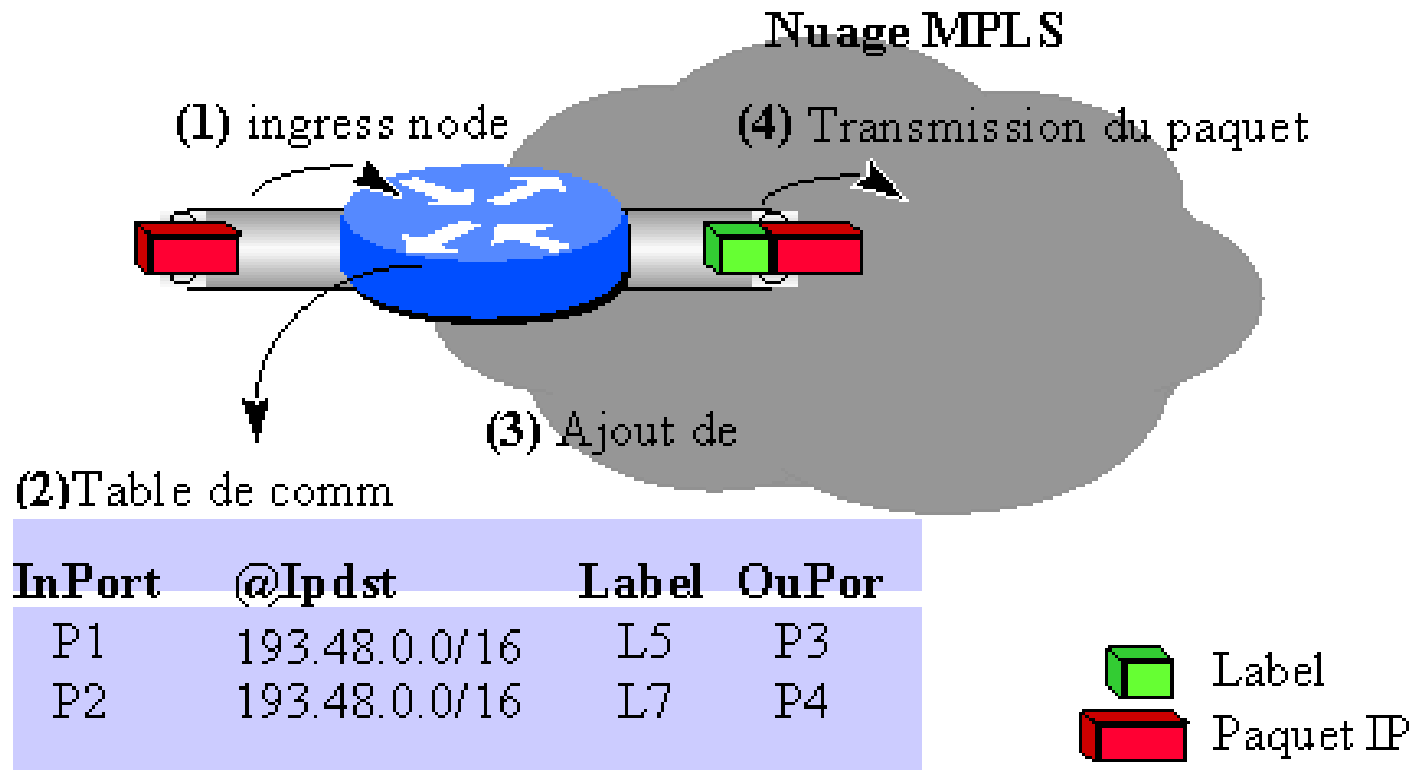 Nuage MPLS
(1) ingress node
(4) Transmission du paquet
(3) Ajout de
(2)Table de comm
InPort @Ipdst Label OuPor
P1 193.48.0.0/16 L5 P3
P2 193.48.0.0/16 L7 P4
Label
Paquet IP